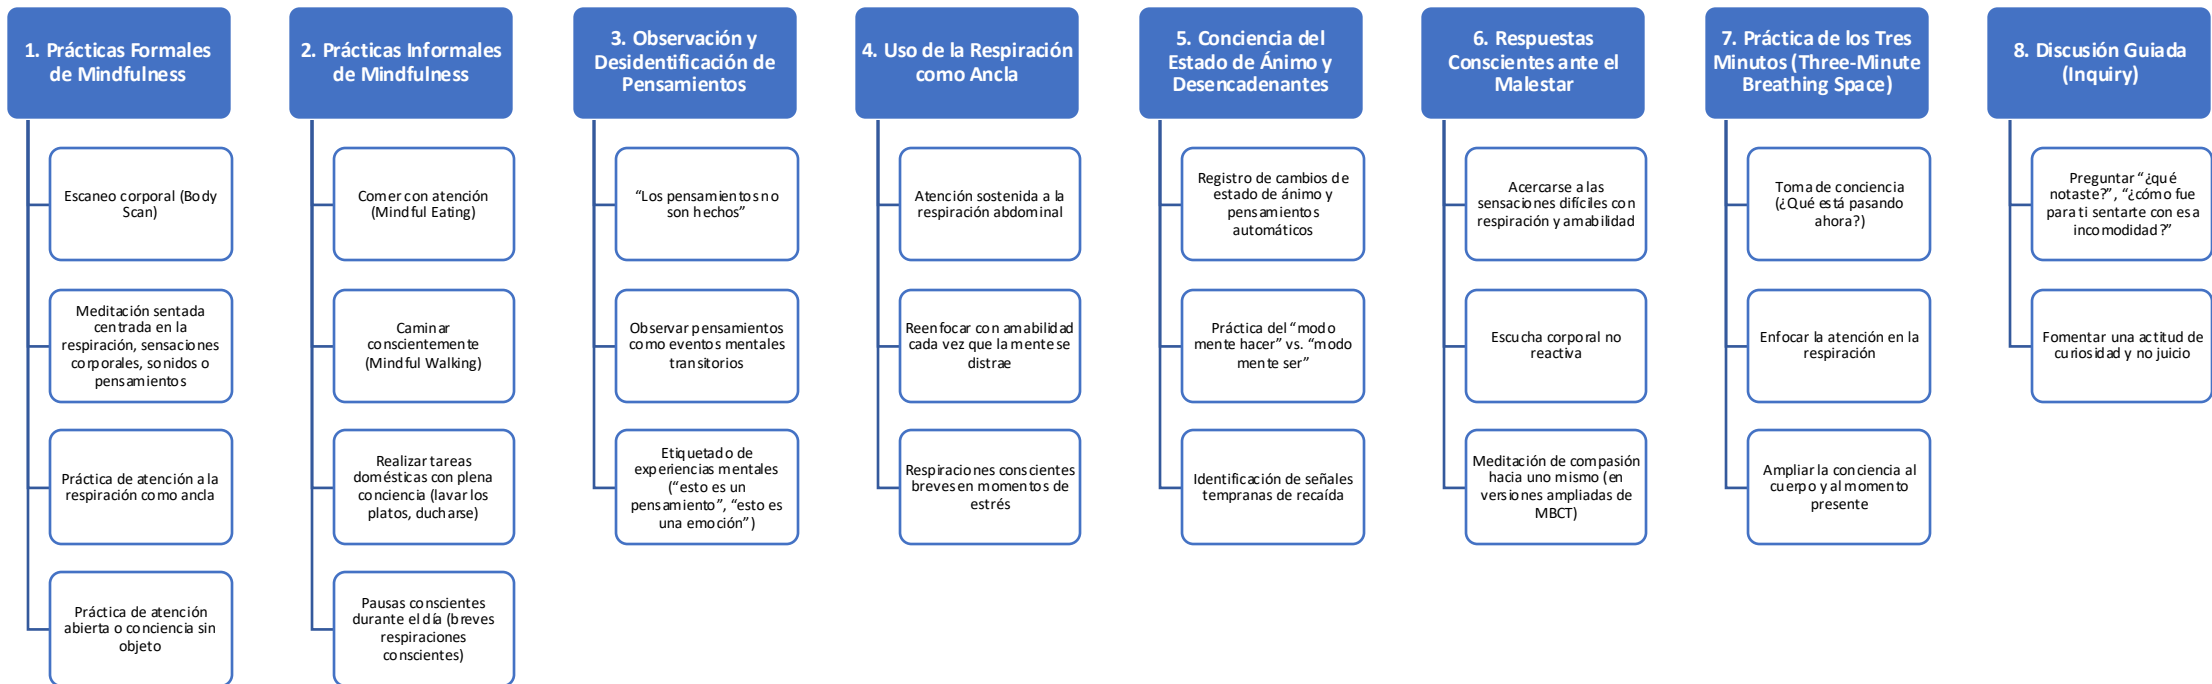 1. Prácticas Formales
de Mindfulness
Escaneo corporal (Body
Scan)
Meditación sentada
centrada en la
respiración, sensaciones
corporales, sonidos o
pensamientos
Práctica de atención a la
respiración como ancla
Práctica de atención
abierta o conciencia sin
objeto
2. Prácticas Informales
de Mindfulness
Comer con atención
(Mindful Eating)
Caminar
conscientemente
(Mindful Walking)
Realizar tareas
domésticas con plena
conciencia (lavar los
platos, ducharse)
Pausas conscientes
durante el día (breves
respiraciones
conscientes)
3. Observación y
Desidentificación de
Pensamientos
“Los pensamientos no
son hechos”
Observar pensamientos
como eventos mentales
transitorios
Etiquetado de
experiencias mentales
(“esto es un
pensamiento”, “esto es
una emoción”)
4. Uso de la Respiración
como Ancla
Atención sostenida a la
respiración abdominal
Reenfocar con amabilidad
cada vez que la mente se
distrae
Respiraciones conscientes
breves en momentos de
estrés
5. Conciencia del
Estado de Ánimo y
Desencadenantes
Registro de cambios de
estado de ánimo y
pensamientos
automáticos
Práctica del “modo
mente hacer” vs. “modo
mente ser”
Identificación de señales
tempranas de recaída
6. Respuestas
Conscientes ante el
Malestar
Acercarse a las
sensaciones difíciles con
respiración y amabilidad
Escucha corporal no
reactiva
Meditación de compasión
hacia uno mismo (en
versiones ampliadas de
MBCT)
7. Práctica de los Tres
Minutos (Three-Minute
Breathing Space)
Toma de conciencia
(¿Qué está pasando
ahora?)
Enfocar la atención en la
respiración
Ampliar la conciencia al
cuerpo y al momento
presente
8. Discusión Guiada
(Inquiry)
Preguntar “¿qué
notaste?”, “¿cómo fue
para ti sentarte con esa
incomodidad?”
Fomentar una actitud de
curiosidad y no juicio